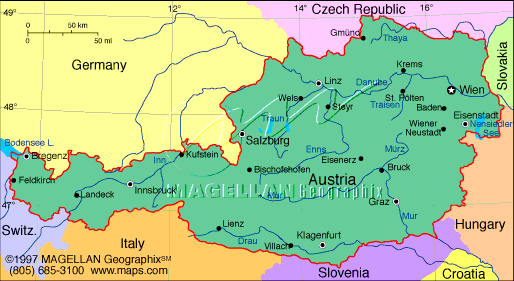 49°
0 50 km
0 50 ml
12°
14°
16°
Czech Republic
Gmünd
Thaya
Slovakia
Germany
Krems
Linz
Danube
Wien
Wels
St. Pölten
48°
Steyr
Traisen
Baden
Traun
Eisenstadt
Salzburg
Wiener
Neustadt
Neusiedler
See
Bodensee L.
Bregenz
Inn
Kufstein
Enns
Eisenerz
Mürz
Bischofshofen
Bruck
Feldkirch
Innsbruck
Austria
Landeck
MAGELLAN Geographix
Mur
Graz
47°
Mur
Switz.
Italy
Lienz
Drau
Klagenfurt
Villach
Hungary
Slovenia
Croatia
©1997 MAGELLAN Geographix℠
(805) 685-3100 www.maps.com